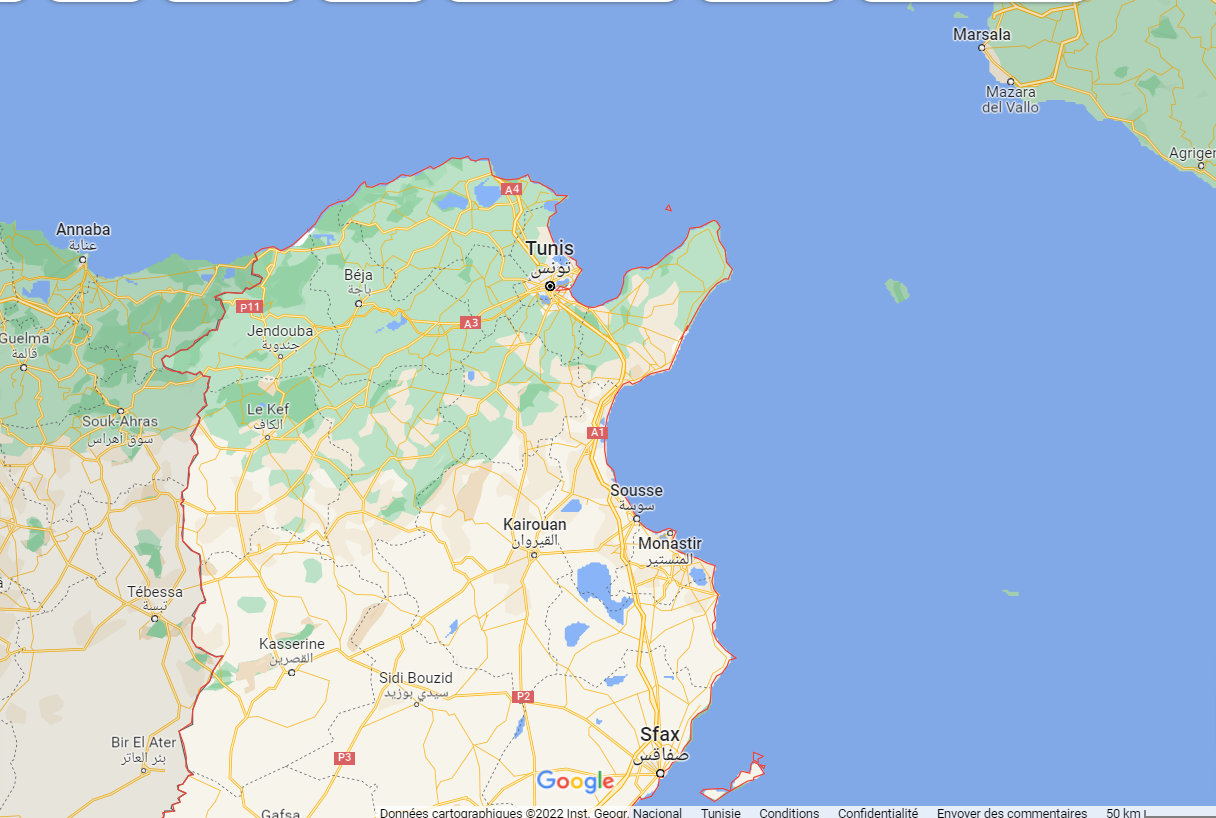 Marsala
Mazara
del Vallo
A4
Annaba
عنابة
Tunis
تونس
Béja
باجة
P11
A3
Jendouba
جندوبة
Guelma
قالمة
Le Kef
الكاف
Souk-Ahras
سوق أهراس
A1
Sousse
سوسة
Kairouan
القيروان
Monastir
المنستير
Tébessa
تبسة
Kasserine
القصرين
Sidi Bouzid
سيدي بوزيد
P2
Bir El Ater
بئر العاتر
Sfax
صفاقس
P3
Google
Gafsa
Données cartographiques ©2022 Inst. Geogr. Nacional Tunisie Conditions Confidentialité Envoyer des commentaires 50 km